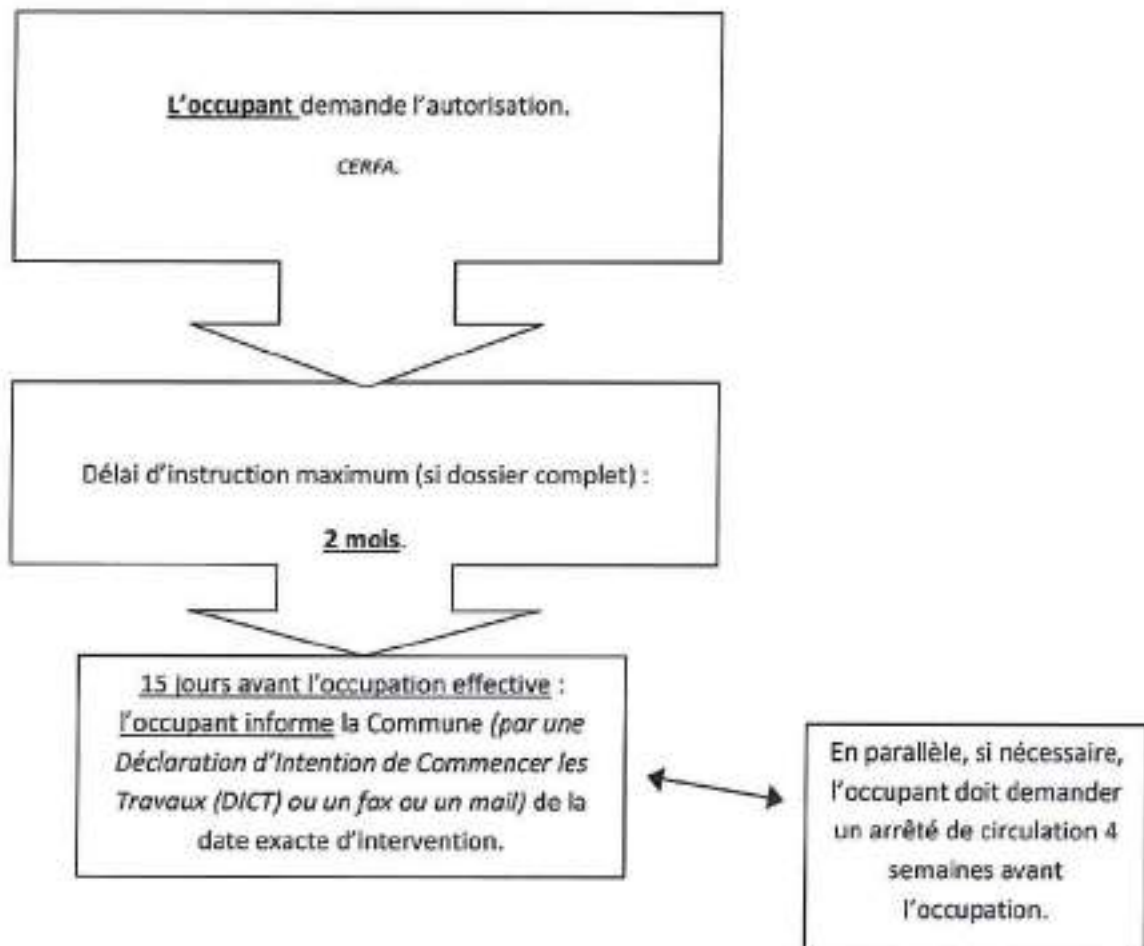 L'occupant demande l'autorisation.
CERFA.
Délai d'instruction maximum (si dossier complet) :
2 mois.
15 jours avant l'occupation effective :
l'occupant informe la Commune (par une
Déclaration d'Intention de Commencer les
Travaux (DICT) ou un fax ou un mail) de la
date exacte d'intervention.
En parallèle, si nécessaire,
l'occupant doit demander
un arrêté de circulation 4
semaines avant
l'occupation.